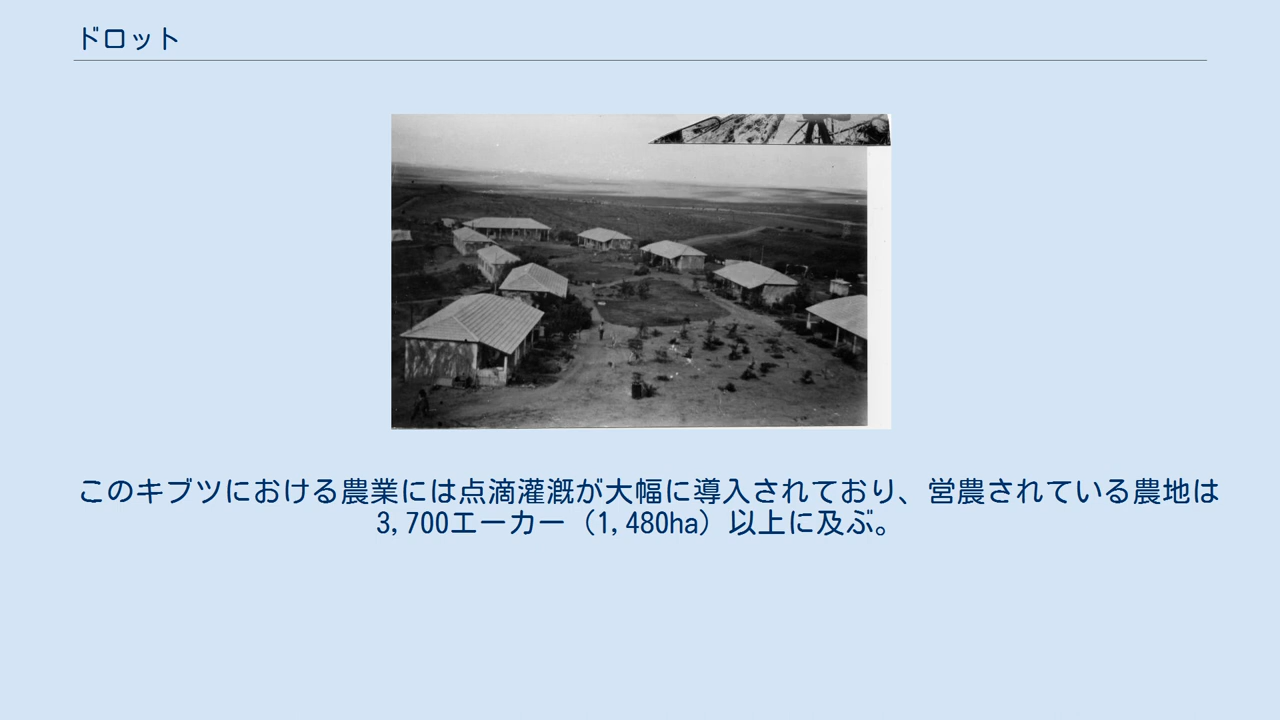 ドロット
このキブツにおける農業には点滴灌漑が大幅に導入されており、営農されている農地は
3,700エーカー（1,480ha）以上に及ぶ。